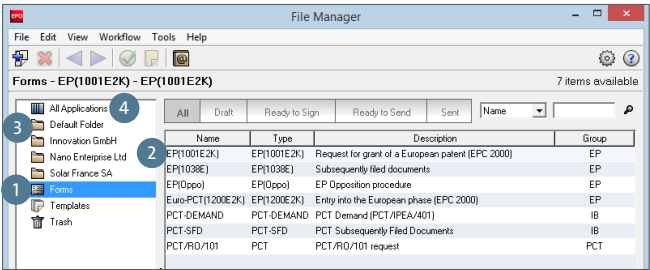 EPO File Manager
File Edit View Workflow Tools Help
@ ?
Forms - EP(1001E2K) - EP(1001E2K) 7 items available
All Applications 4
3 Default Folder
Innovation GmbH
Nano Enterprise Ltd
Solar France SA
1 Forms
Templates
Trash
All Draft Ready to Sign Ready to Send Sent Name
Name Type Description Group
2 EP(1001E2K) EP(1001E2K) Request for grant of a European patent (EPC 2000) EP
EP(1038E) EP(1038E) Subsequently filed documents EP
EP(Oppo) EP(Oppo) EP Opposition procedure EP
Euro-PCT(1200E2K) EP(1200E2K) Entry into the European phase (EPC 2000) EP
PCT-DEMAND PCT-DEMAND PCT Demand (PCT/IPEA/401) IB
PCT-SFD PCT-SFD PCT Subsequently Filed Documents IB
PCT/RO/101 PCT PCT/RO/101 request PCT